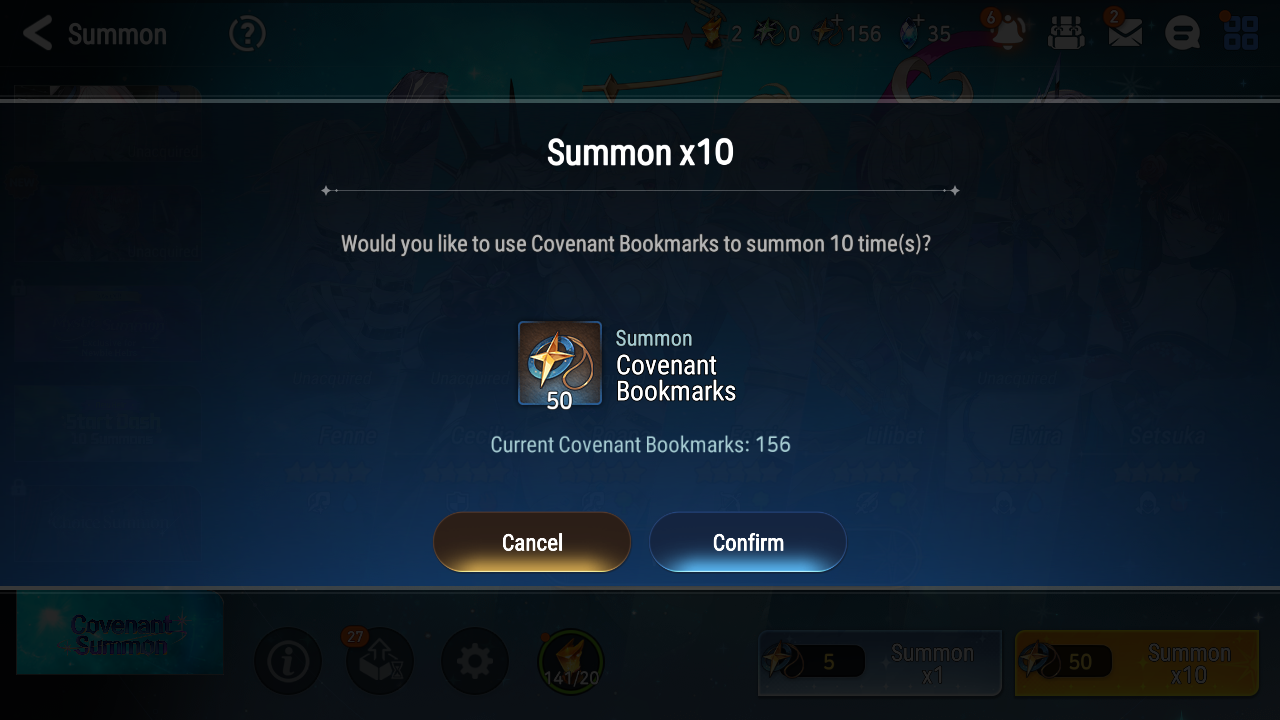 Summon
?
2
0
156
35
6
2
Summon x10
Would you like to use Covenant Bookmarks to summon 10 time(s)?
Summon
Covenant
Bookmarks
50
Current Covenant Bookmarks: 156
Setsuka
Cancel
Confirm
Covenant
Summon
27
141/20
5
Summon
x1
50
Summon
x10